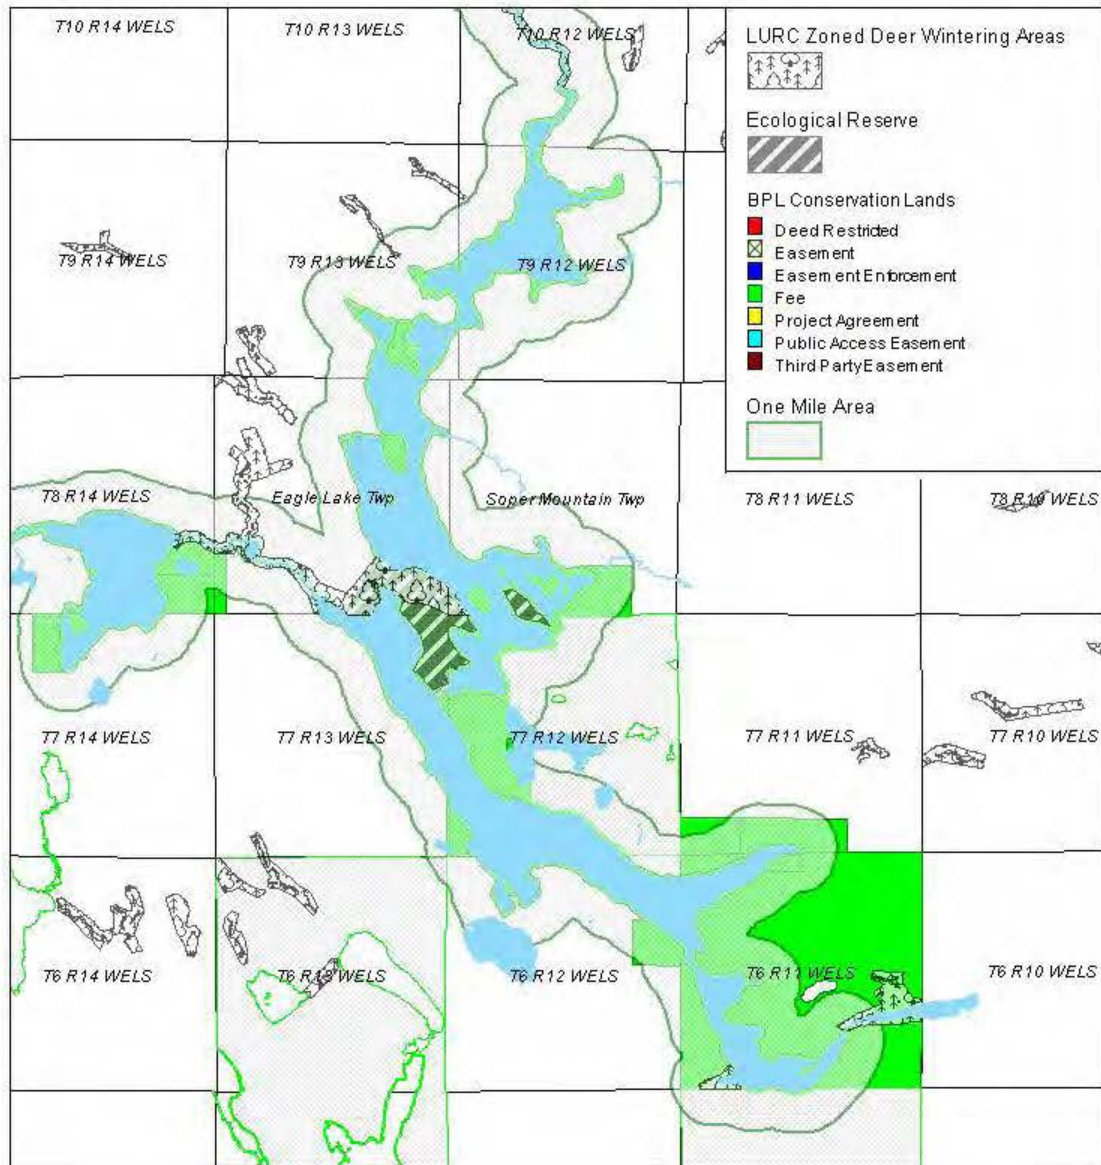 T10 R14 WELS
T10 R13 WELS
T10 R12 WELS
LURC Zoned Deer Wintering Areas
Ecological Reserve
BPL Conservation Lands
Deed Restricted
Easement
Easement Enforcement
Fee
Project Agreement
Public Access Easement
Third Party Easement
One Mile Area
T9 R14 WELS
T9 R13 WELS
T9 R12 WELS
T8 R14 WELS
Eagle Lake Twp
Soper Mountain Twp
T8 R11 WELS
T8 R10 WELS
T7 R14 WELS
T7 R13 WELS
T7 R12 WELS
T7 R11 WELS
T7 R10 WELS
T6 R14 WELS
T6 R13 WELS
T6 R12 WELS
T6 R11 WELS
T6 R10 WELS